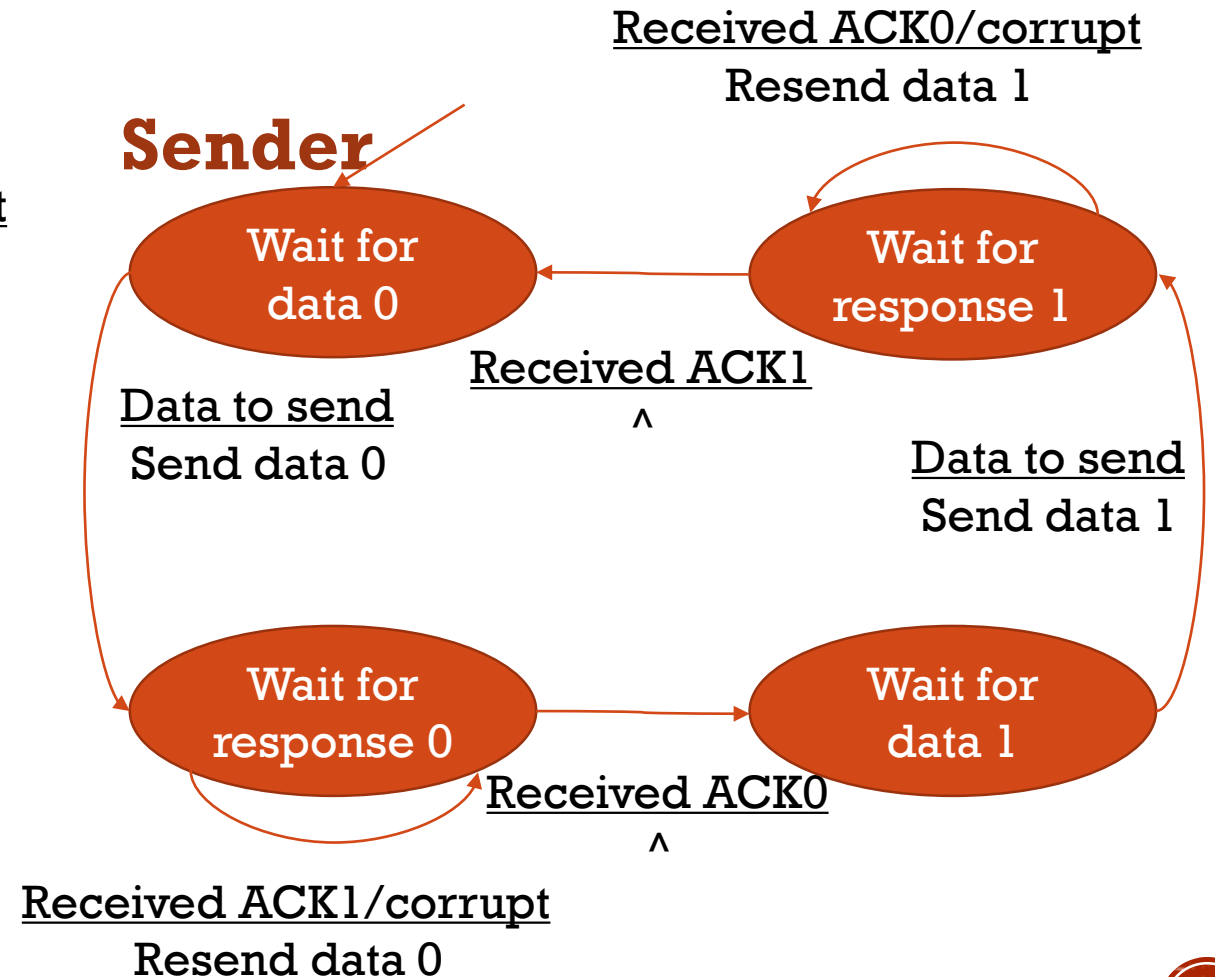 Received ACK0/corrupt
Resend data 1
Sender
t
Wait for
data 0
Wait for
response 1
Received ACK1
^
Data to send
Send data 0
Data to send
Send data 1
Wait for
response 0
Wait for
data 1
Received ACK0
^
Received ACK1/corrupt
Resend data 0